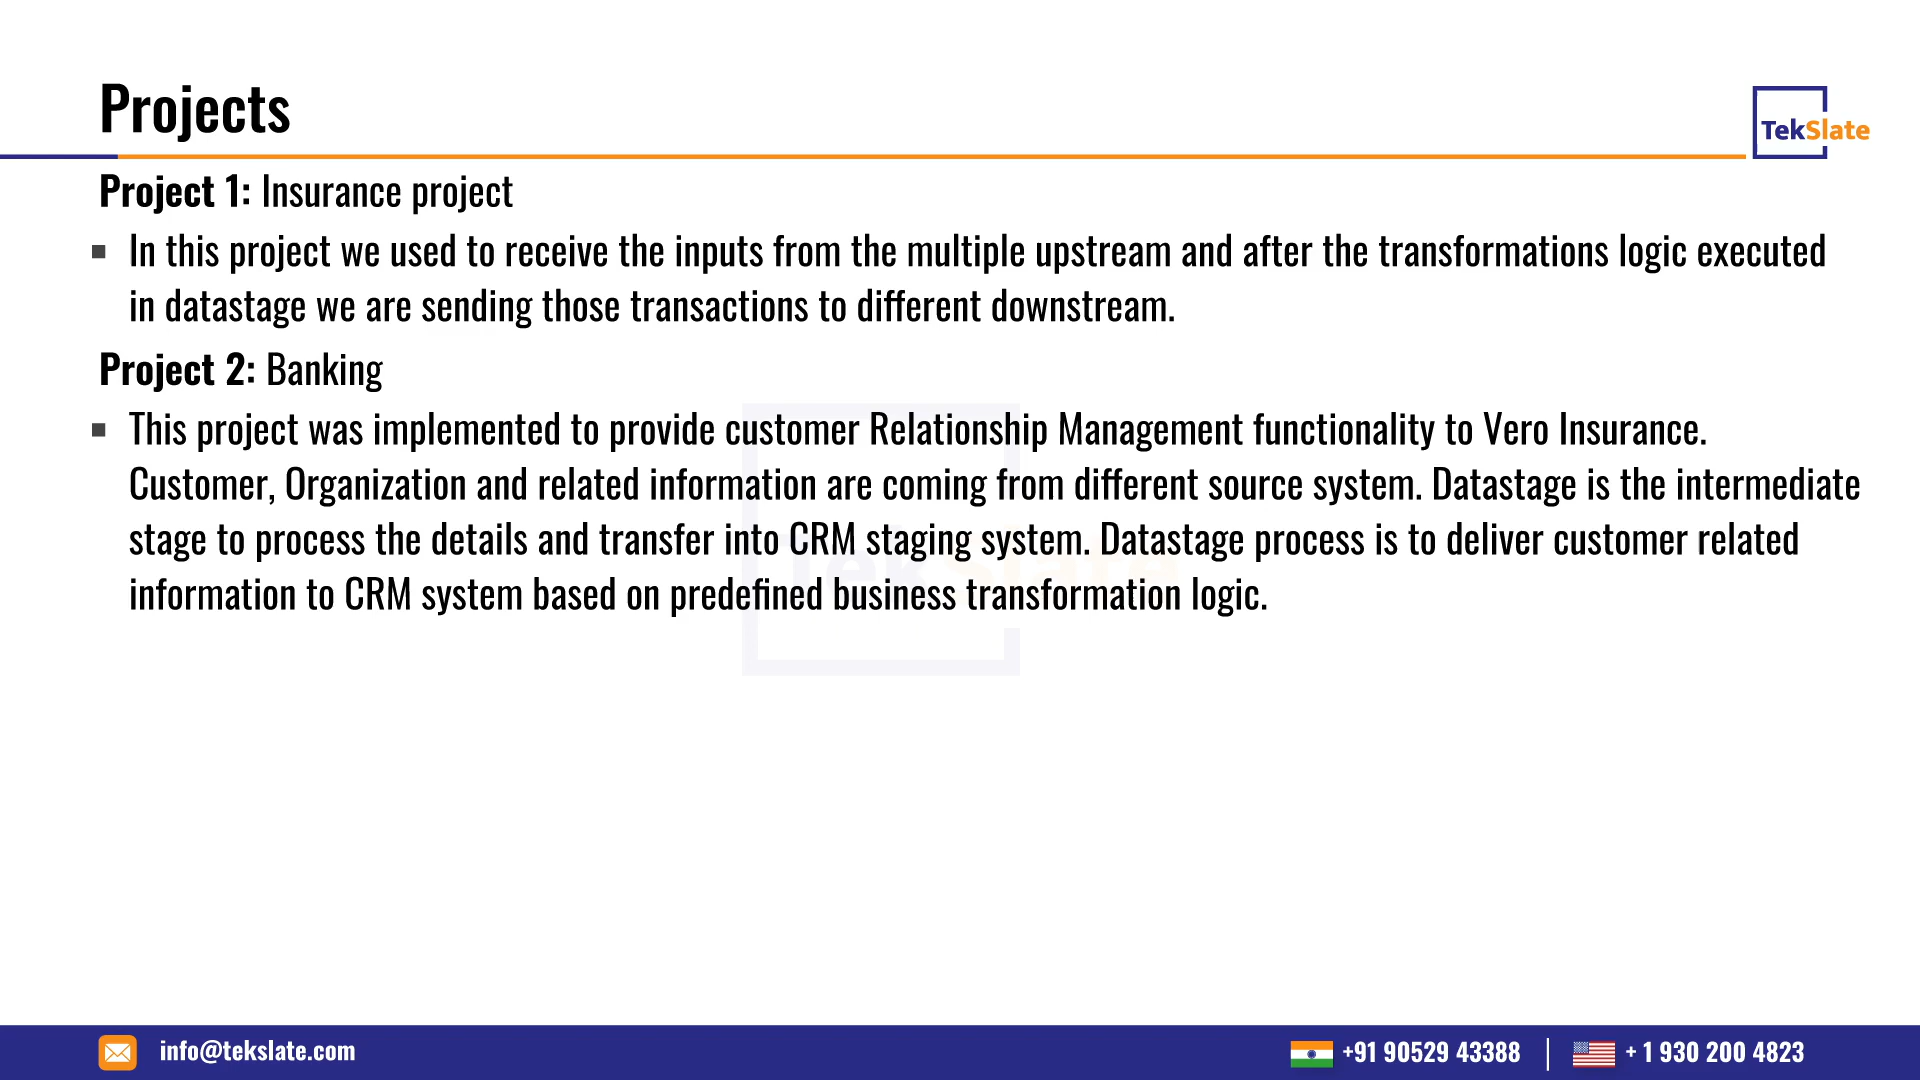 Projects
TekSlate
Project 1: Insurance project
▪ In this project we used to receive the inputs from the multiple upstream and after the transformations logic executed
in datastage we are sending those transactions to different downstream.
Project 2: Banking
▪ This project was implemented to provide customer Relationship Management functionality to Vero Insurance.
Customer, Organization and related information are coming from different source system. Datastage is the intermediate
stage to process the details and transfer into CRM staging system. Datastage process is to deliver customer related
information to CRM system based on predefined business transformation logic.
TekSlate
info@tekslate.com
+91 90529 43388
+ 1 930 200 4823